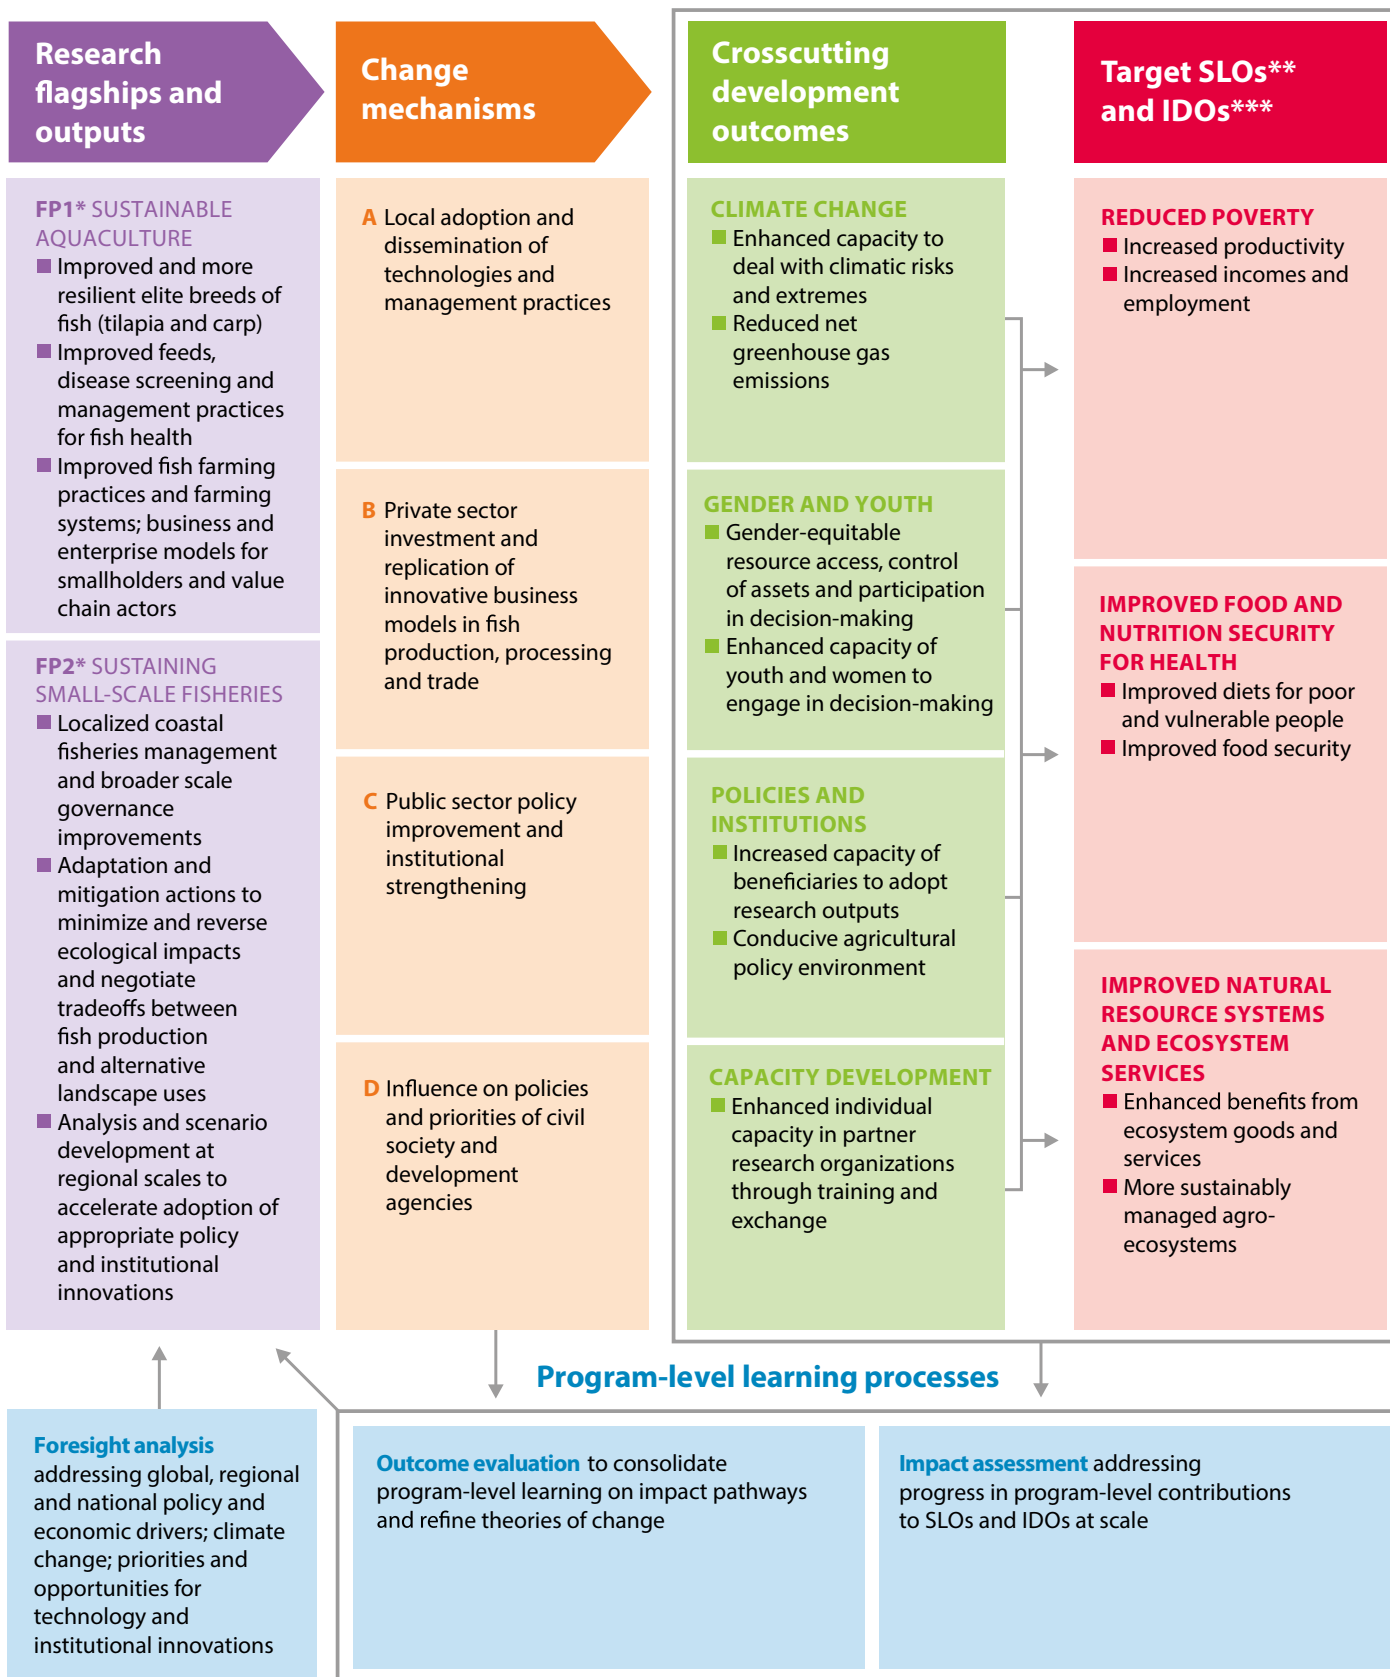 Research
flagships and
outputs
Change
mechanisms
Crosscutting
development
outcomes
Target SLOs**
and IDOs***
FP1* SUSTAINABLE
AQUACULTURE
Improved and more
resilient elite breeds of
fish (tilapia and carp)
Improved feeds,
disease screening and
management practices
for fish health
Improved fish farming
practices and farming
systems; business and
enterprise models for
smallholders and value
chain actors
FP2* SUSTAINING
SMALL-SCALE FISHERIES
Localized coastal
fisheries management
and broader scale
governance
improvements
Adaptation and
mitigation actions to
minimize and reverse
ecological impacts
and negotiate
tradeoffs between
fish production
and alternative
landscape uses
Analysis and scenario
development at
regional scales to
accelerate adoption of
appropriate policy
and institutional
innovations
A Local adoption and
dissemination of
technologies and
management practices
B Private sector
investment and
replication of
innovative business
models in fish
production, processing
and trade
C Public sector policy
improvement and
institutional
strengthening
D Influence on policies
and priorities of civil
society and
development
agencies
CLIMATE CHANGE
Enhanced capacity to
deal with climatic risks
and extremes
Reduced net
greenhouse gas
emissions
GENDER AND YOUTH
Gender-equitable
resource access, control
of assets and participation
in decision-making
Enhanced capacity of
youth and women to
engage in decision-making
POLICIES AND
INSTITUTIONS
Increased capacity of
beneficiaries to adopt
research outputs
Conducive agricultural
policy environment
CAPACITY DEVELOPMENT
Enhanced individual
capacity in partner
research organizations
through training and
exchange
REDUCED POVERTY
Increased productivity
Increased incomes and
employment
IMPROVED FOOD AND
NUTRITION SECURITY
FOR HEALTH
Improved diets for poor
and vulnerable people
Improved food security
IMPROVED NATURAL
RESOURCE SYSTEMS
AND ECOSYSTEM
SERVICES
Enhanced benefits from
ecosystem goods and
services
More sustainably
managed agro-
ecosystems
Program-level learning processes
Foresight analysis
addressing global, regional
and national policy and
economic drivers; climate
change; priorities and
opportunities for
technology and
institutional innovations
Outcome evaluation to consolidate
program-level learning on impact pathways
and refine theories of change
Impact assessment addressing
progress in program-level contributions
to SLOs and IDOs at scale